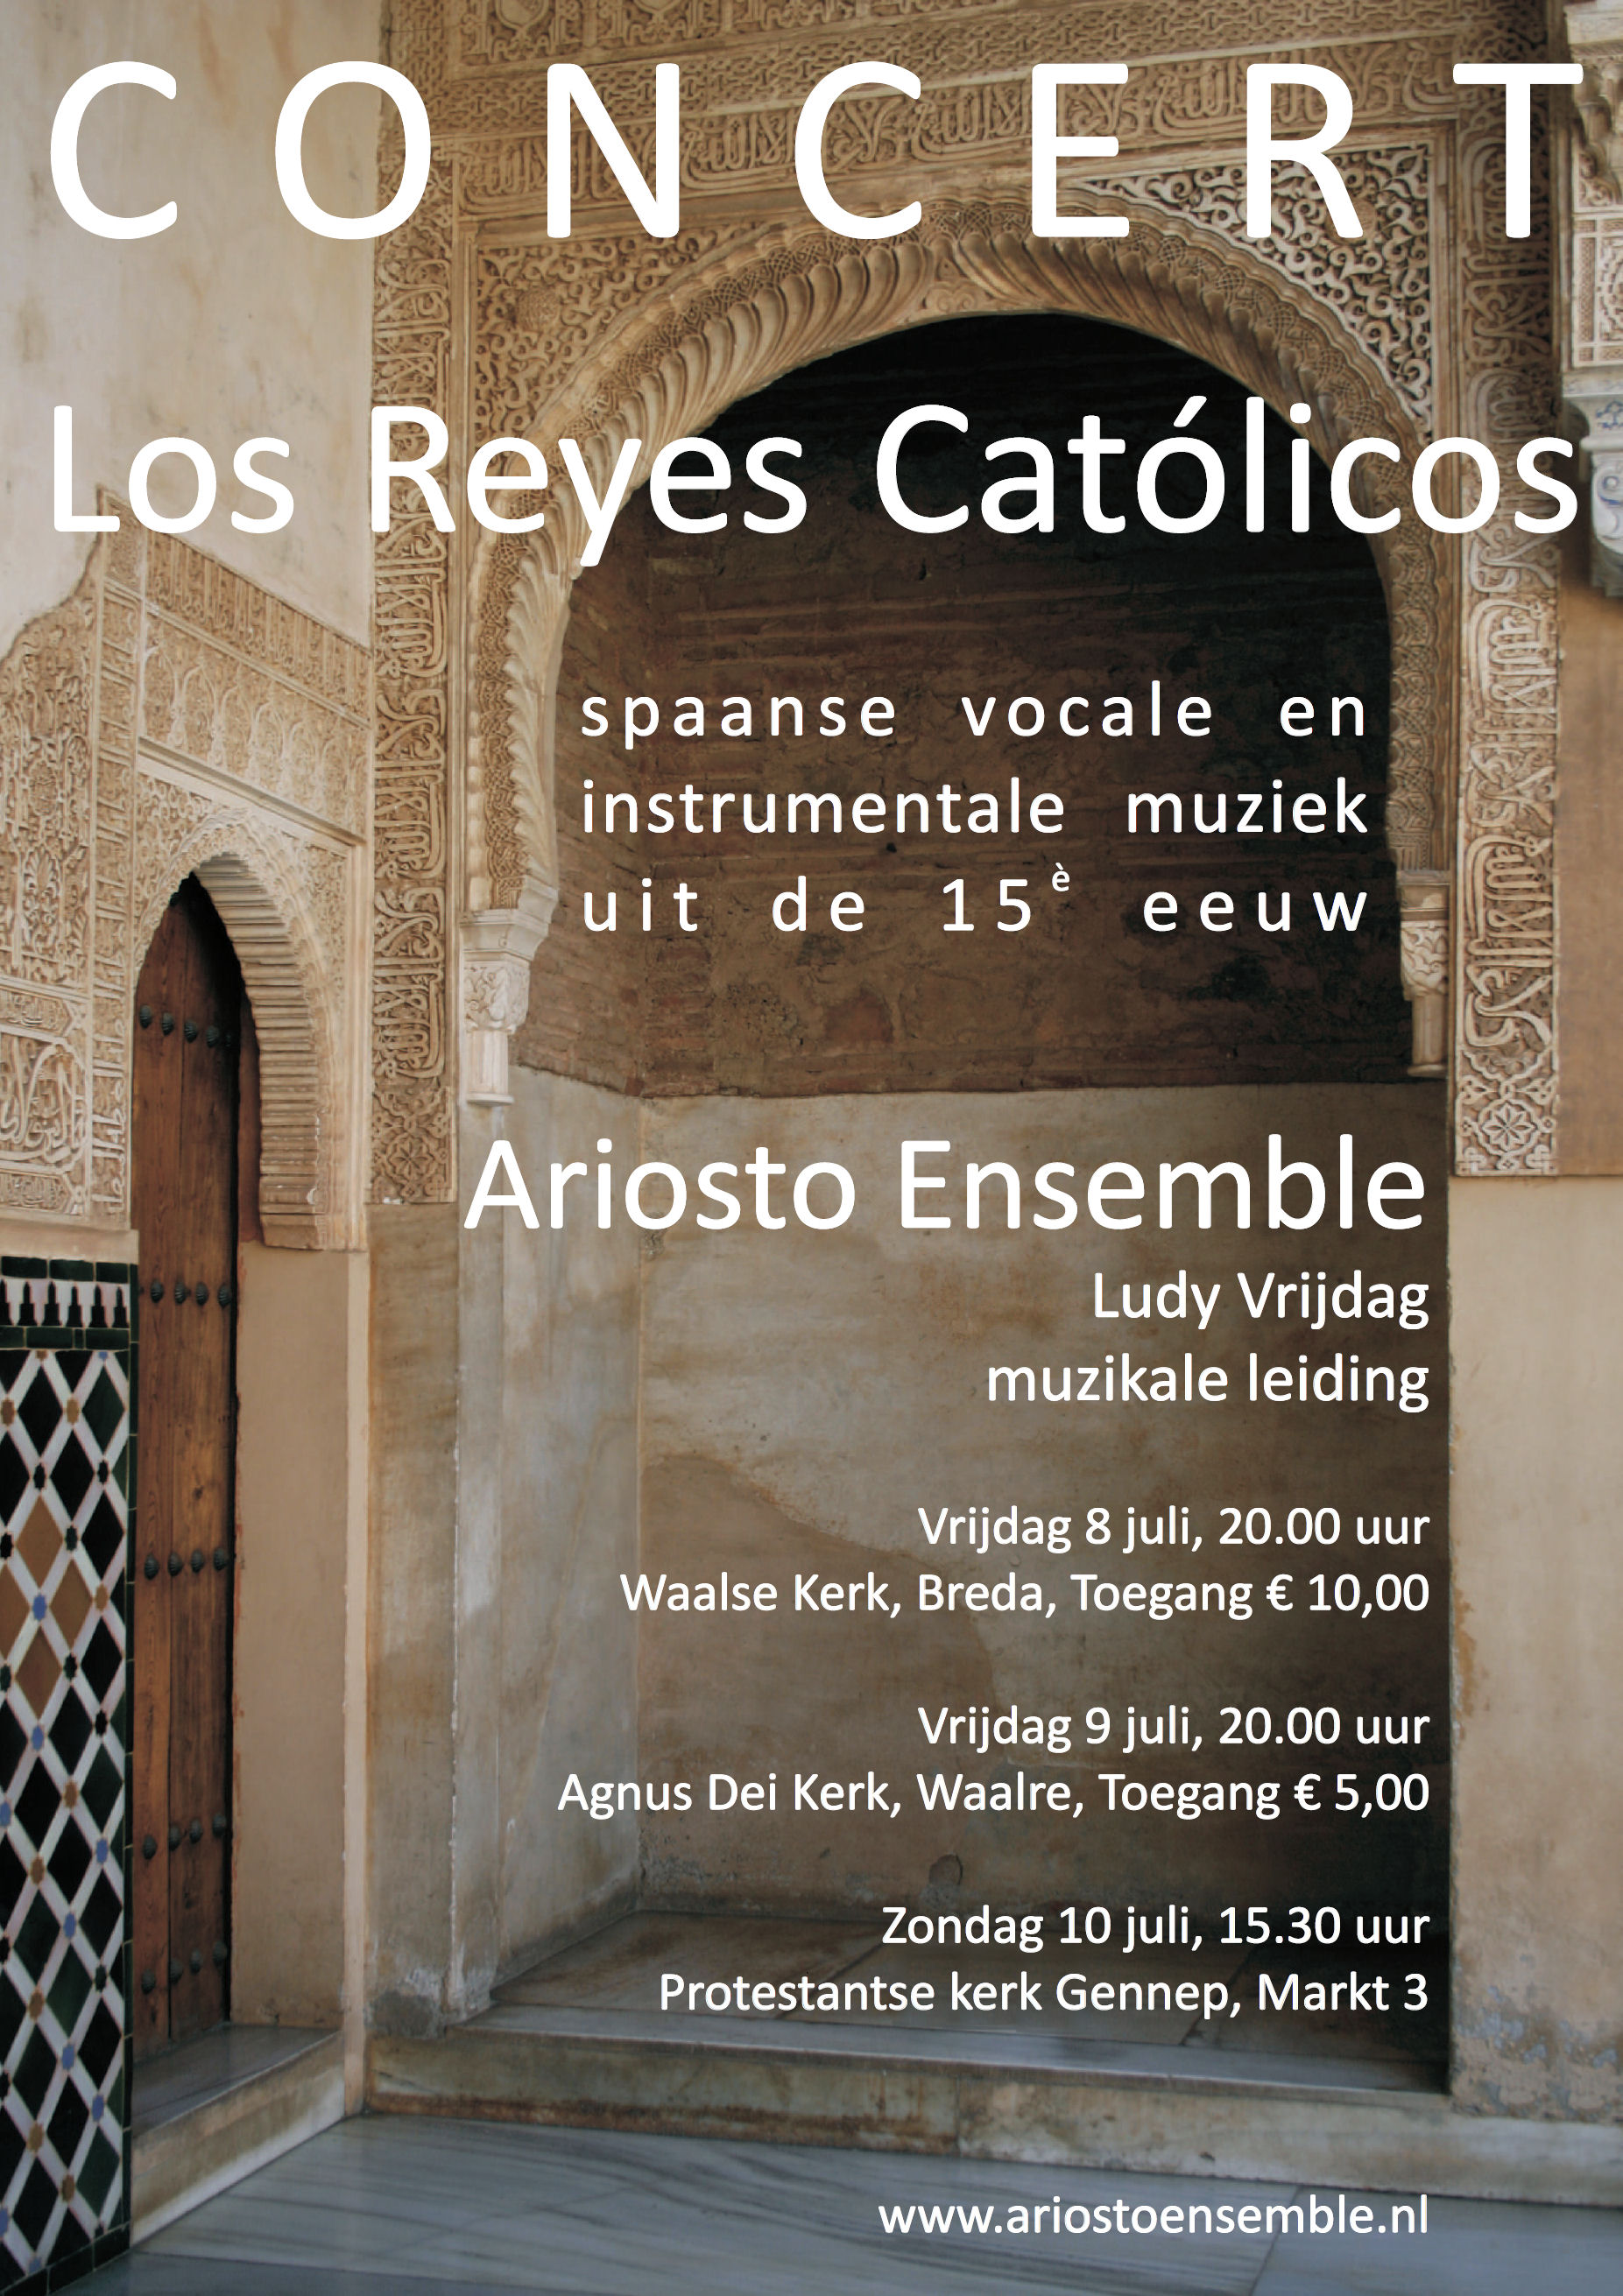 CONCERT
Los Reyes Católicos
spaanse vocale en
instrumentale muziek
uit de 15è eeuw
Ariosto Ensemble
Ludy Vrijdag
muzikale leiding
Vrijdag 8 juli, 20.00 uur
Waalse Kerk, Breda, Toegang € 10,00
Vrijdag 9 juli, 20.00 uur
Agnus Dei Kerk, Waalre, Toegang € 5,00
Zondag 10 juli, 15.30 uur
Protestantse kerk Gennep, Markt 3
www.ariostoensemble.nl